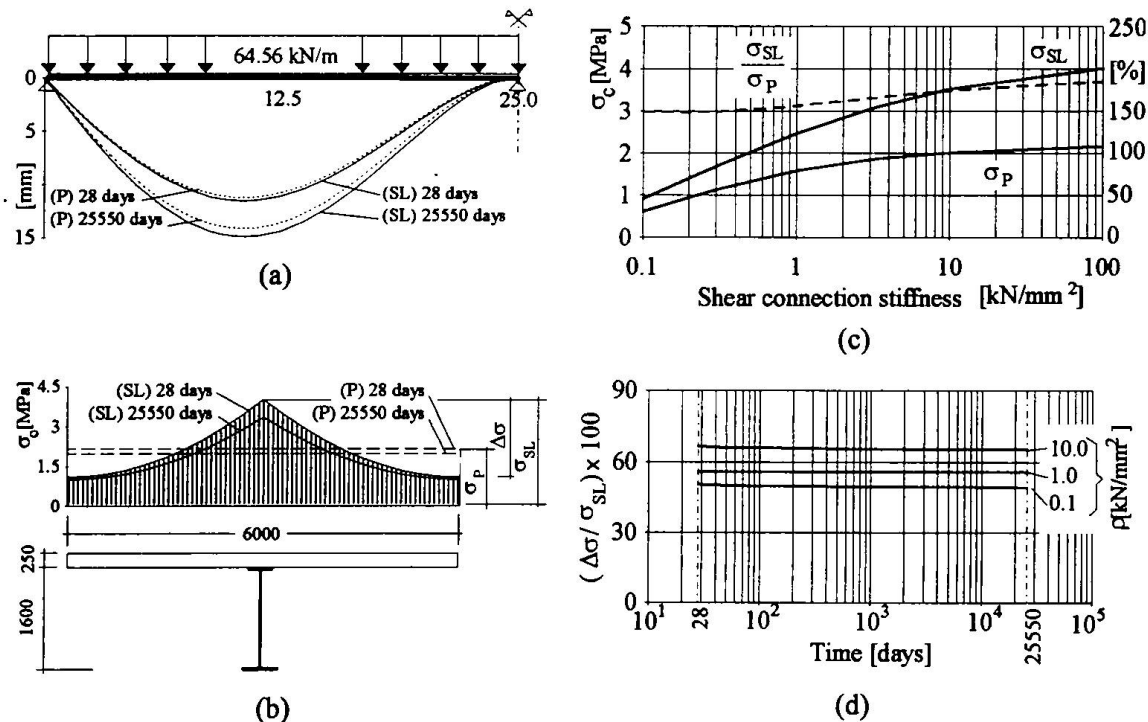 64.56 kN/m
0
12.5
25.0
5
[mm]
15
(P) 28 days
(P) 25550 days
(SL) 28 days
(SL) 25550 days
(a)
σc [MPa]
5
4
3
2
1
0
σSL
σP
σSL
σP
250
[%]
150
100
50
0
0.1
1
10
100
Shear connection stiffness [kN/mm²]
(c)
σc [MPa]
4.5
3
1.5
0
(SL) 28 days
(SL) 25550 days
(P) 28 days
(P) 25550 days
Δσ
σSL
σP
6000
250
1600
(b)
(Δσ/σSL) x 100
90
60
30
0
10.0
1.0
0.1
ρ[kN/mm²]
10¹
28
10²
10³
10⁴
25550
10⁵
Time [days]
(d)